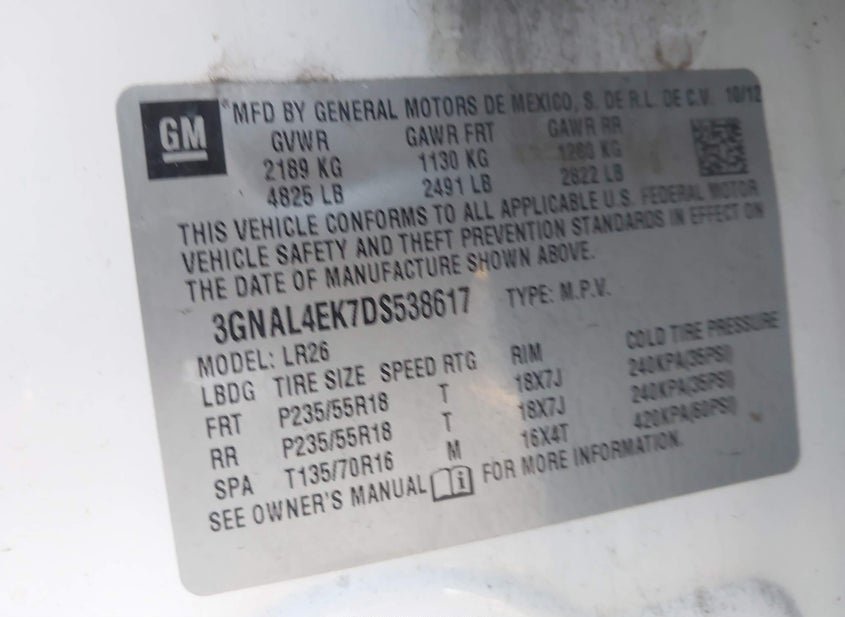 GM
MFD BY GENERAL MOTORS DE MEXICO, S. DE R.L. DE C.V. 10/12
GVWR GAWR FRT GAWR RR
2189 KG 1130 KG 1280 KG
4825 LB 2491 LB 2822 LB
THIS VEHICLE CONFORMS TO ALL APPLICABLE U.S. FEDERAL MOTOR
VEHICLE SAFETY AND THEFT PREVENTION STANDARDS IN EFFECT ON
THE DATE OF MANUFACTURE SHOWN ABOVE.
3GNAL4EK7DS538617 TYPE: M.P.V.
MODEL: LR26
LBDG TIRE SIZE SPEED RTG RIM COLD TIRE PRESSURE
FRT P235/55R18 T 18X7J 240KPA(35PSI)
RR P235/55R18 T 18X7J 240KPA(35PSI)
SPA T135/70R16 M 16X4T 420KPA(60PSI)
SEE OWNER'S MANUAL FOR MORE INFORMATION.